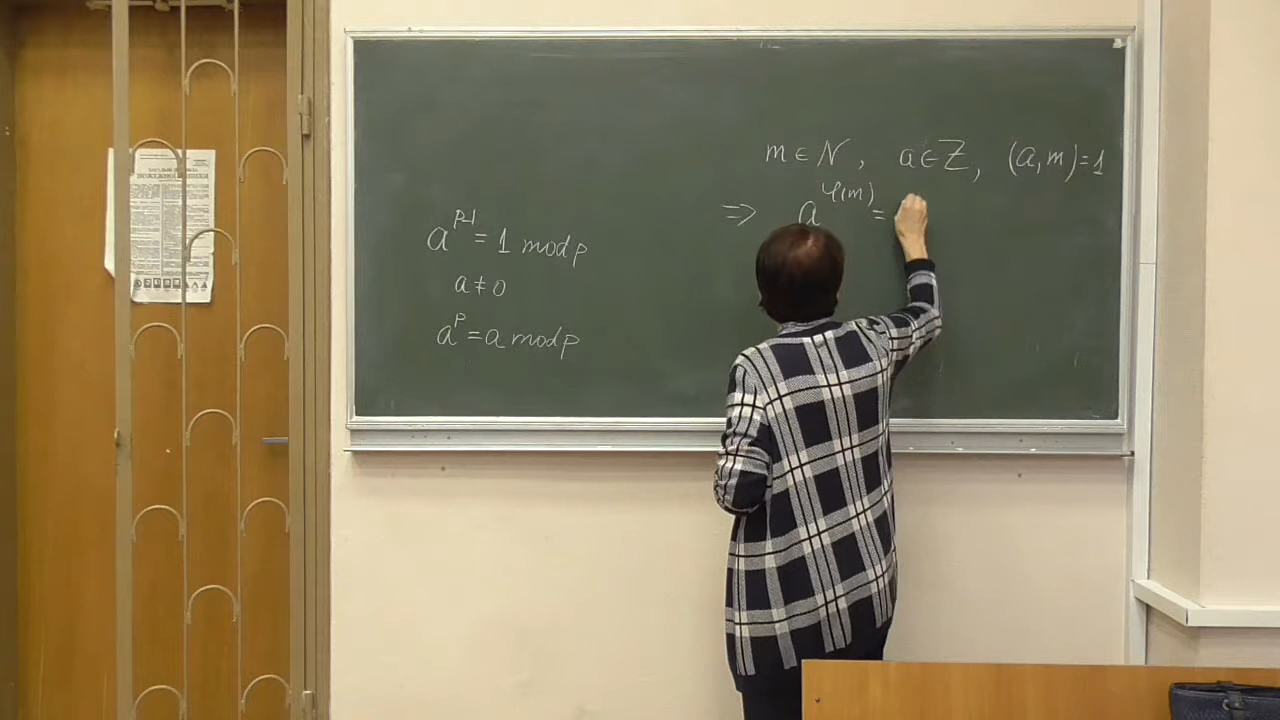 a^{p-1} = 1 mod p
a ≠ 0
a^p = a mod p
m ∈ N, a ∈ Z, (a, m) = 1
⇒ a^{φ(m)} =